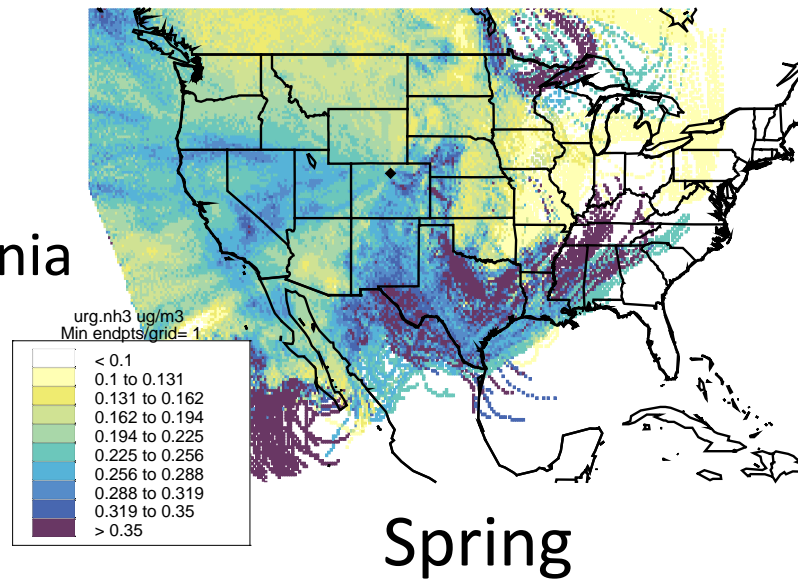 nia
urg.nh3 ug/m3
Min endpts/grid= 1
< 0.1
0.1 to 0.131
0.131 to 0.162
0.162 to 0.194
0.194 to 0.225
0.225 to 0.256
0.256 to 0.288
0.288 to 0.319
0.319 to 0.35
> 0.35
Spring